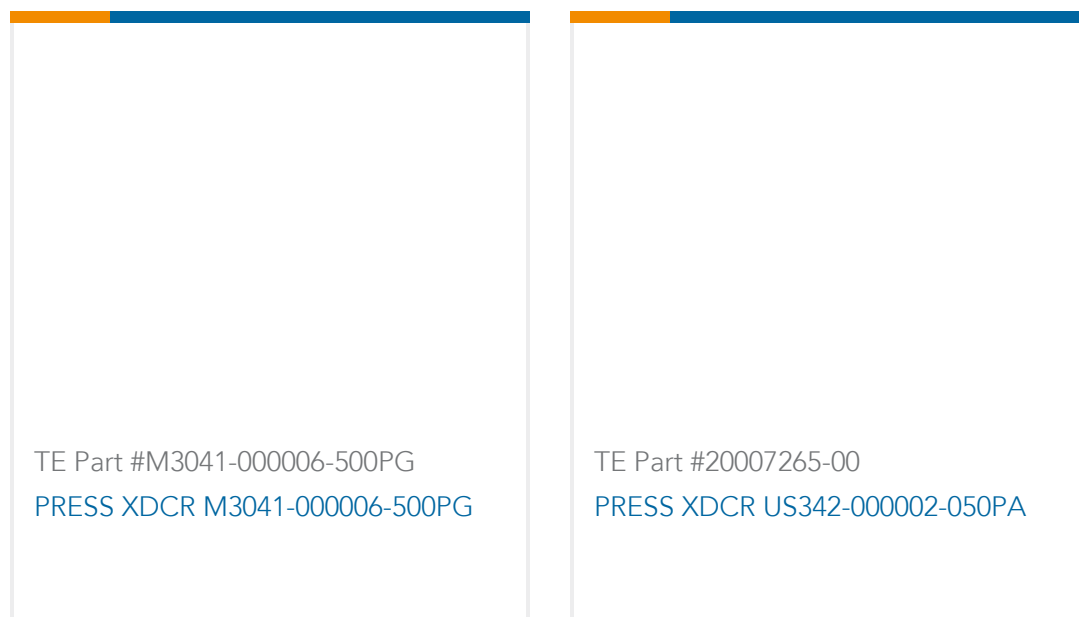 TE Part #M3041-000006-500PG
PRESS XDCR M3041-000006-500PG
TE Part #20007265-00
PRESS XDCR US342-000002-050PA